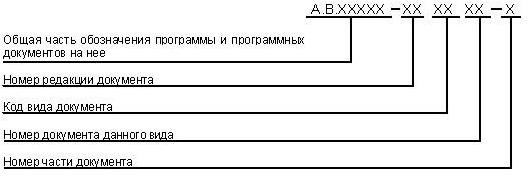 А.В.ХХХХХ–ХХ ХХ ХХ–Х
Общая часть обозначения программы и программных
документов на нее
Номер редакции документа
Код вида документа
Номер документа данного вида
Номер части документа